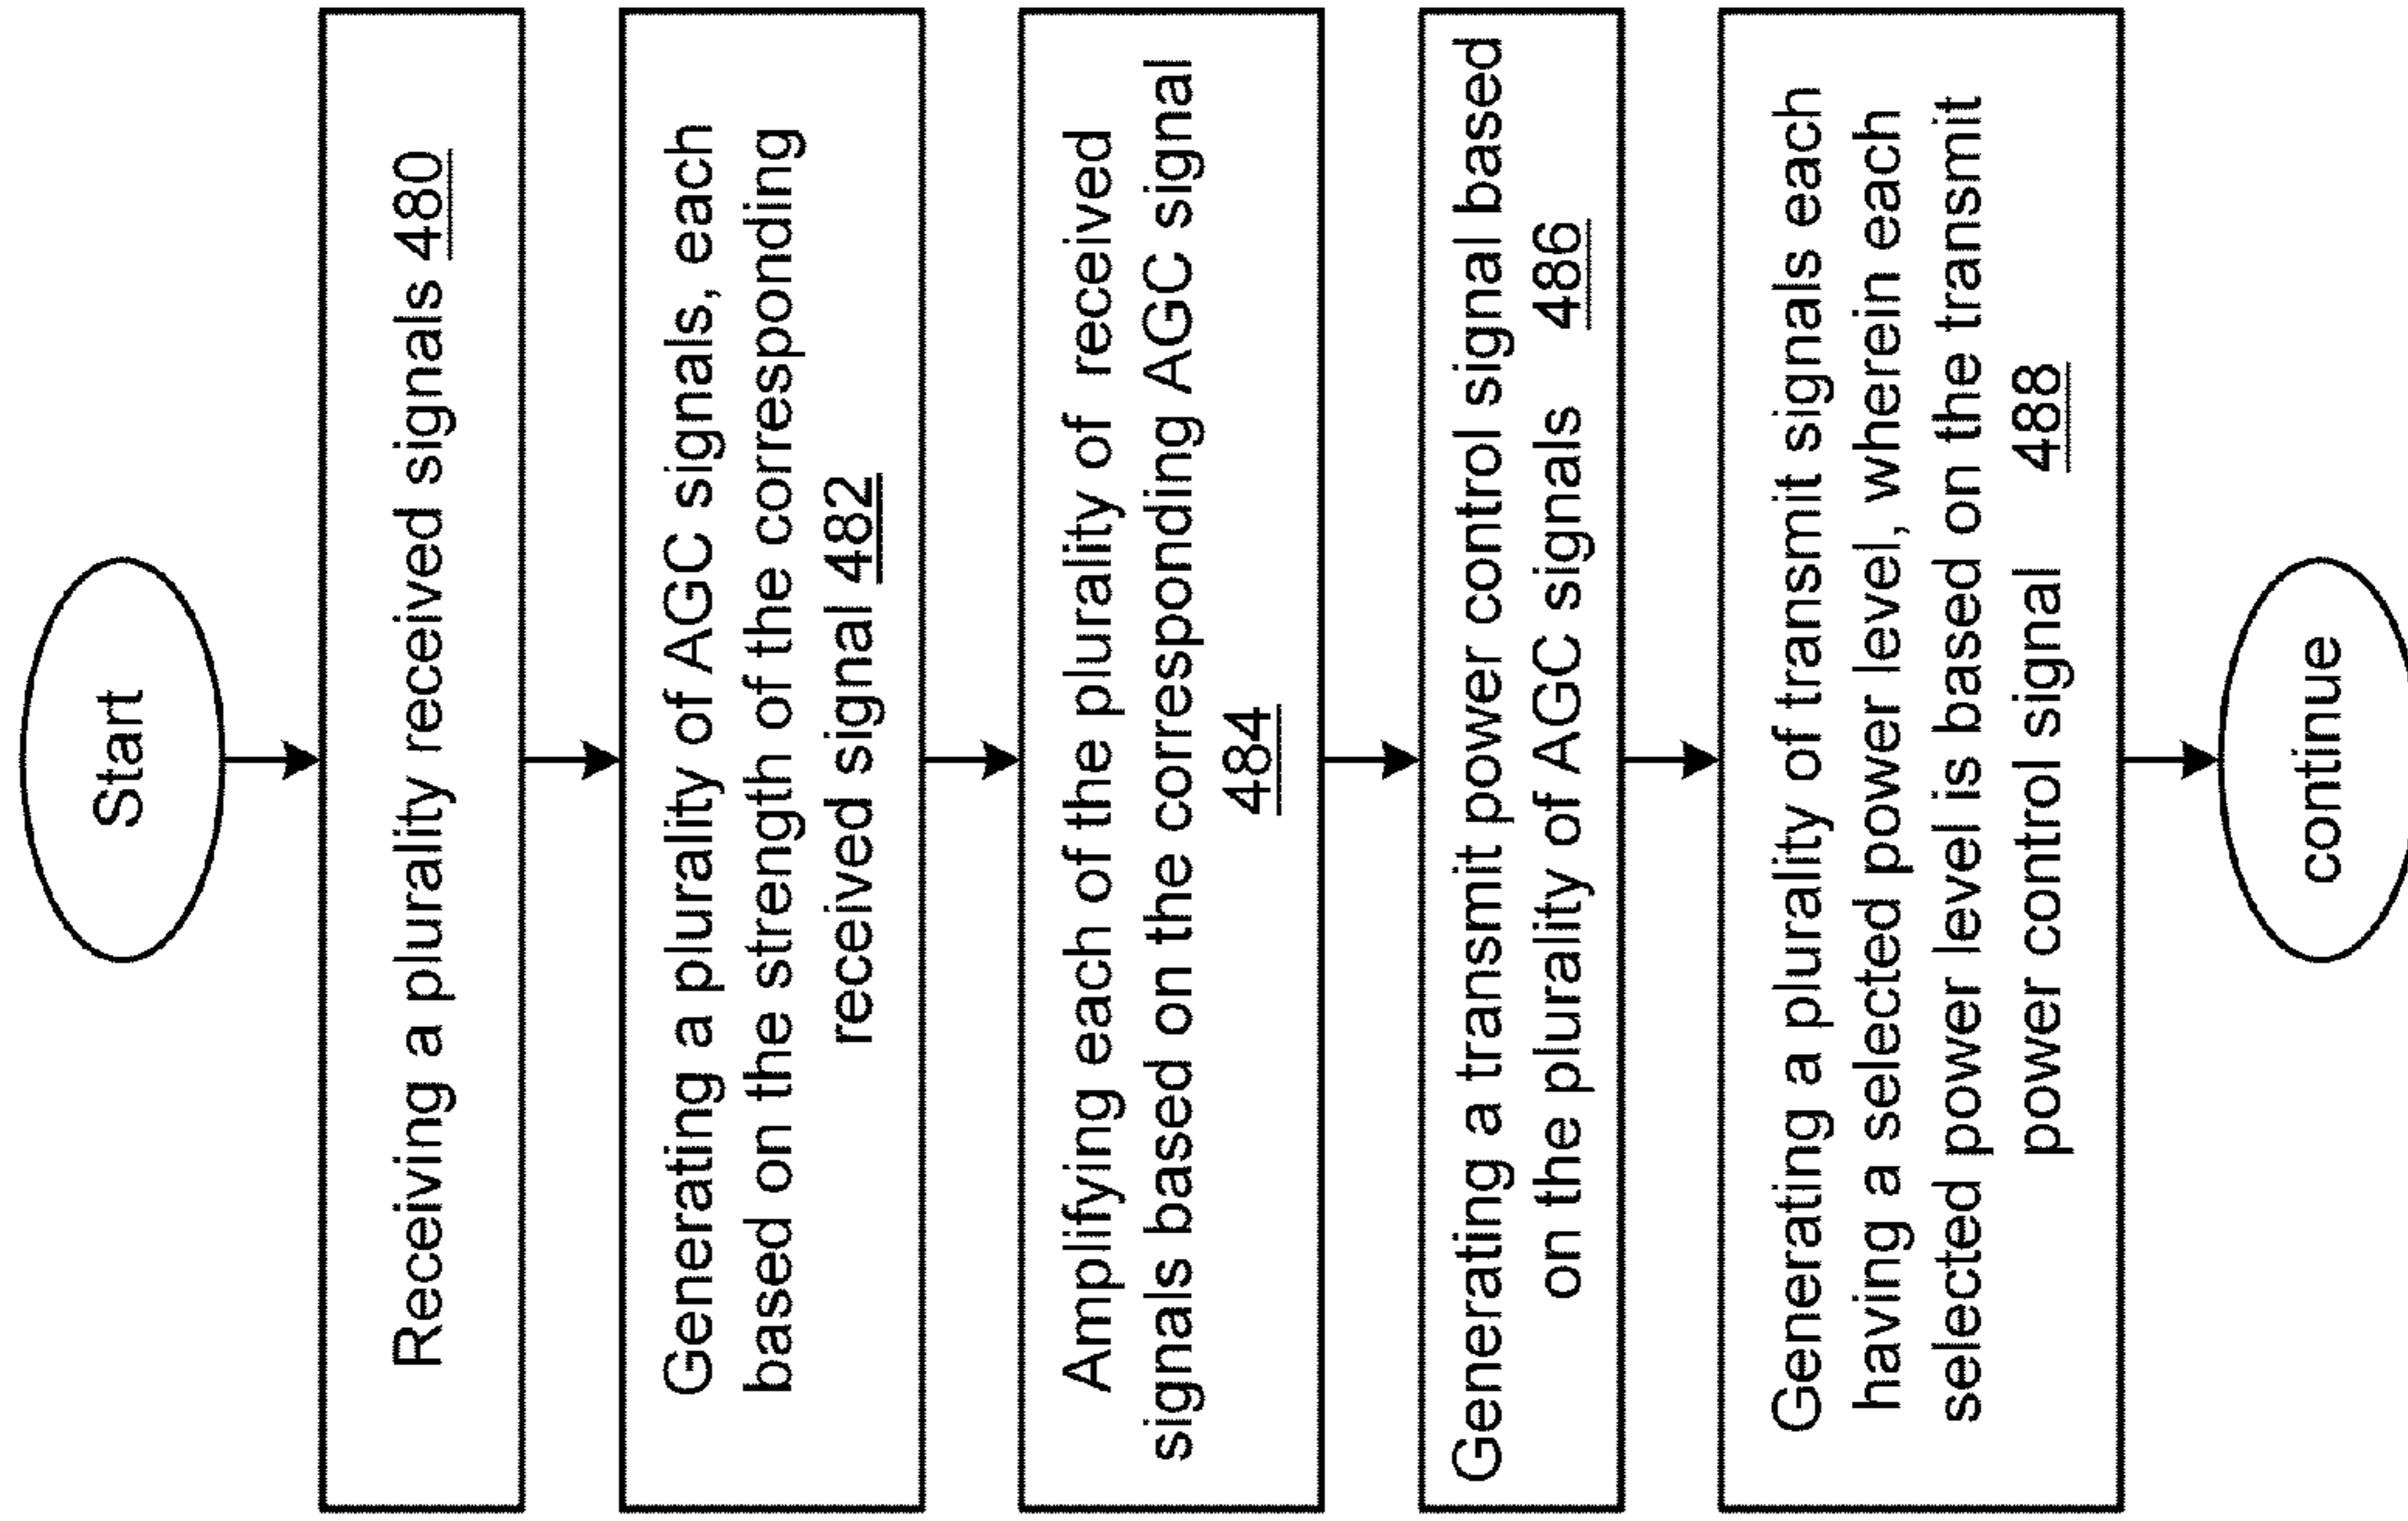 Start
Receiving a plurality received signals 480
Generating a plurality of AGC signals, each
based on the strength of the corresponding
received signal 482
Amplifying each of the plurality of received
signals based on the corresponding AGC signal
484
Generating a transmit power control signal based
on the plurality of AGC signals 486
Generating a plurality of transmit signals each
having a selected power level, wherein each
selected power level is based on the transmit
power control signal 488
continue